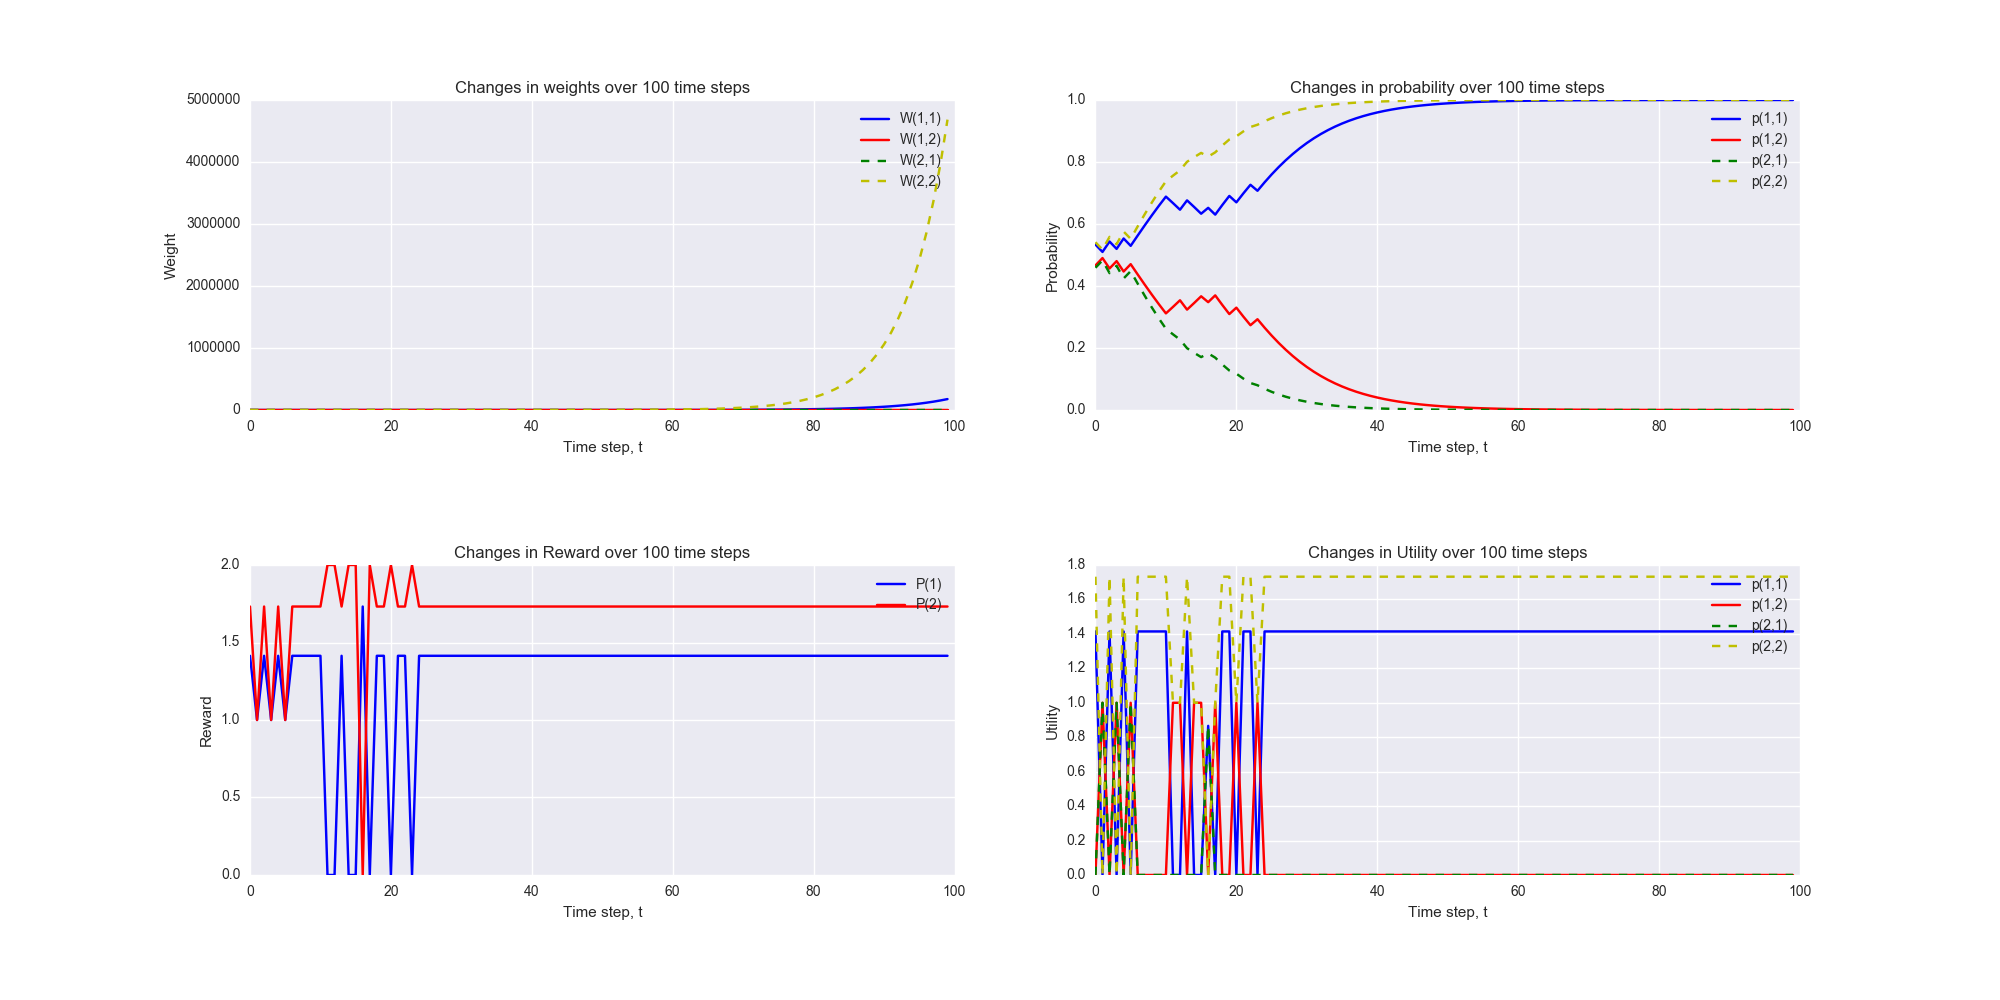 Changes in weights over 100 time steps
5000000
4000000
3000000
2000000
1000000
0
Weight
W(1,1)
W(1,2)
W(2,1)
W(2,2)
0 20 40 60 80 100
Time step, t
Changes in probability over 100 time steps
1.0
0.8
0.6
0.4
0.2
0.0
Probability
p(1,1)
p(1,2)
p(2,1)
p(2,2)
0 20 40 60 80 100
Time step, t
Changes in Reward over 100 time steps
2.0
1.5
1.0
0.5
0.0
Reward
P(1)
P(2)
0 20 40 60 80 100
Time step, t
Changes in Utility over 100 time steps
1.8
1.6
1.4
1.2
1.0
0.8
0.6
0.4
0.2
0.0
Utility
p(1,1)
p(1,2)
p(2,1)
p(2,2)
0 20 40 60 80 100
Time step, t